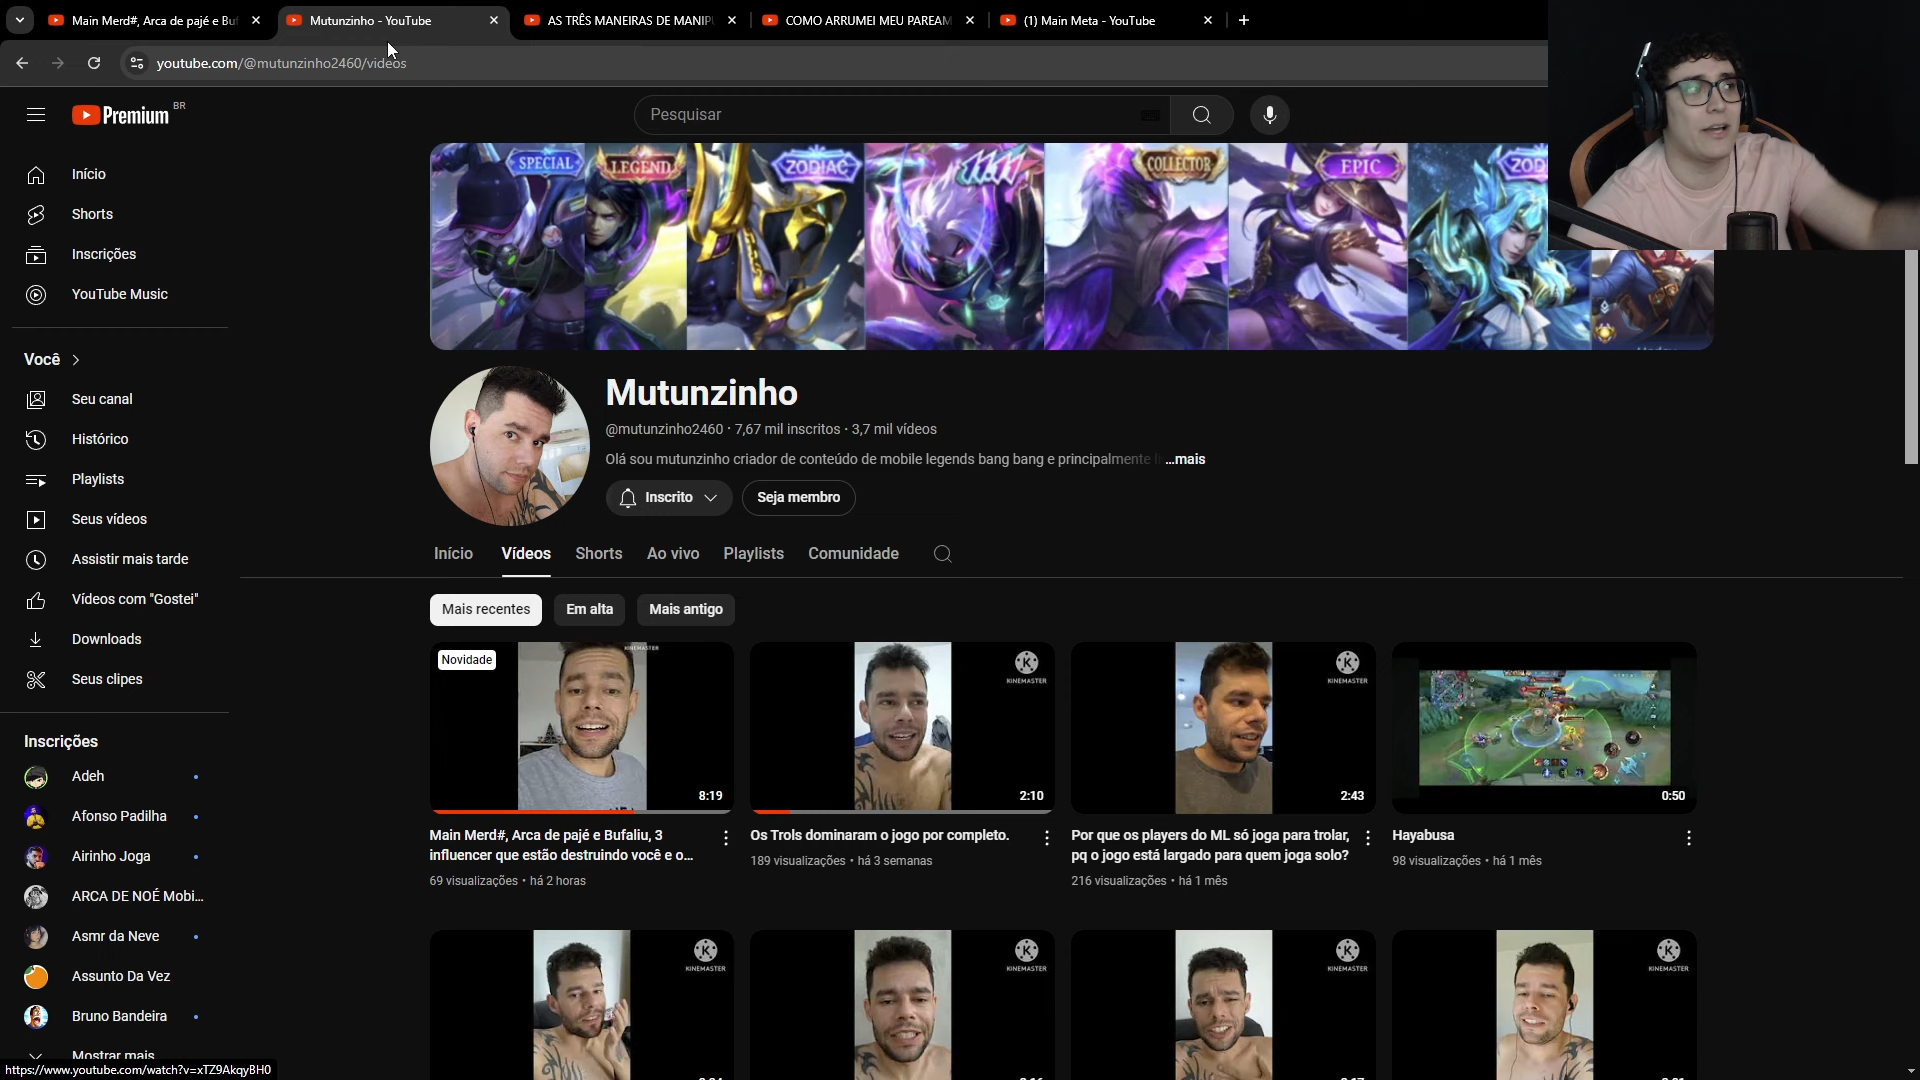 Main Merd#, Arca de pajé e Buf
Mutunzinho - YouTube
AS TRÊS MANEIRAS DE MANIP
COMO ARRUMEI MEU PAREAM
(1) Main Meta - YouTube
youtube.com/@mutunzinho2460/videos
Premium
BR
Pesquisar
Início
Shorts
Inscrições
YouTube Music
Você
Seu canal
Histórico
Playlists
Seus vídeos
Assistir mais tarde
Vídeos com "Gostei"
Downloads
Seus clipes
Inscrições
Adeh
Afonso Padilha
Airinho Joga
ARCA DE NOÉ Mobi...
Asmr da Neve
Assunto Da Vez
Bruno Bandeira
Mostrar mais
https://www.youtube.com/watch?v=xTZ9AkqyBH0
SPECIAL
LEGEND
ZODIAC
COLLECTOR
EPIC
ZOD
Mutunzinho
@mutunzinho2460 · 7,67 mil inscritos · 3,7 mil vídeos
Olá sou mutunzinho criador de conteúdo de mobile legends bang bang e principalmente ...mais
Inscrito
Seja membro
Início Vídeos Shorts Ao vivo Playlists Comunidade
Mais recentes Em alta Mais antigo
Novidade
KINEMASTER
8:19
Main Merd#, Arca de pajé e Bufaliu, 3
influencer que estão destruindo você e o...
69 visualizações • há 2 horas
KINEMASTER
2:10
Os Trols dominaram o jogo por completo.
189 visualizações • há 3 semanas
KINEMASTER
2:43
Por que os players do ML só joga para trolar,
pq o jogo está largado para quem joga solo?
216 visualizações • há 1 mês
0:50
Hayabusa
98 visualizações • há 1 mês
KINEMASTER
KINEMASTER
KINEMASTER
KINEMASTER